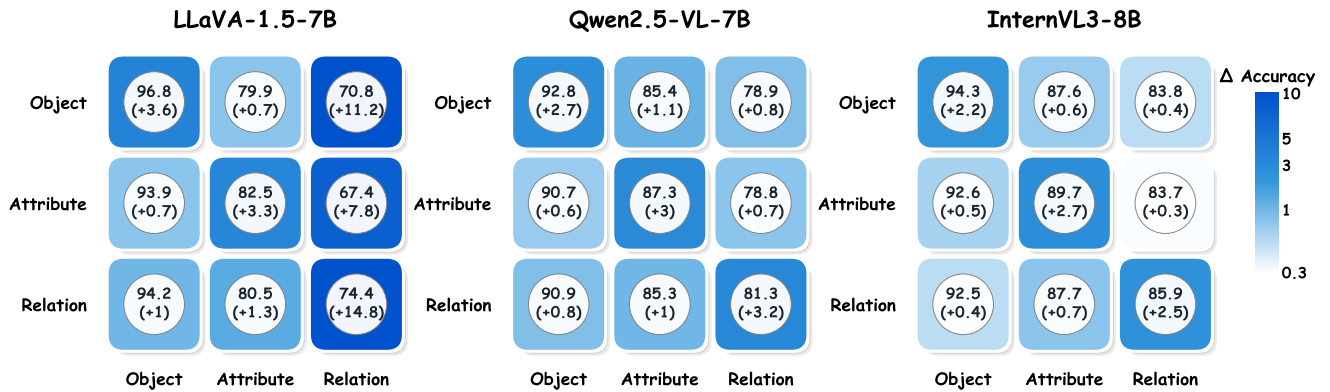 LLaVA-1.5-7B Qwen2.5-VL-7B InternVL3-8B
Object 96.8 79.9 70.8 Object 92.8 85.4 78.9 Object 94.3 87.6 83.8
(+3.6) (+0.7) (+11.2) (+2.7) (+1.1) (+0.8) (+2.2) (+0.6) (+0.4)
Attribute 93.9 82.5 67.4 Attribute 90.7 87.3 78.8 Attribute 92.6 89.7 83.7
(+0.7) (+3.3) (+7.8) (+0.6) (+3) (+0.7) (+0.5) (+2.7) (+0.3)
Relation 94.2 80.5 74.4 Relation 90.9 85.3 81.3 Relation 92.5 87.7 85.9
(+1) (+1.3) (+14.8) (+0.8) (+1) (+3.2) (+0.4) (+0.7) (+2.5)
Object Attribute Relation Object Attribute Relation Object Attribute Relation
Δ Accuracy
10
5
3
1
0.3